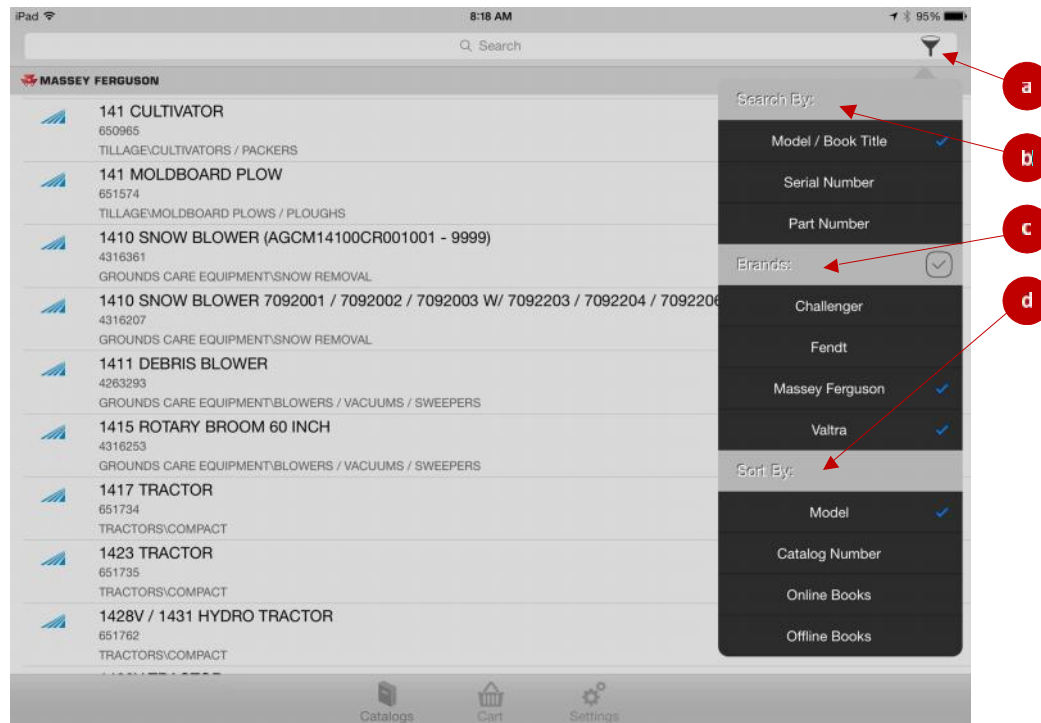 iPad 8:18 AM 95%
Search
a
MASSEY FERGUSON
141 CULTIVATOR
650965
TILLAGE\CULTIVATORS / PACKERS
141 MOLDBOARD PLOW
651574
TILLAGE\MOLDBOARD PLOWS / PLOUGHS
1410 SNOW BLOWER (AGCM14100CR001001 - 9999)
4316361
GROUNDS CARE EQUIPMENT\SNOW REMOVAL
1410 SNOW BLOWER 7092001 / 7092002 / 7092003 W/ 7092203 / 7092204 / 7092206
4316207
GROUNDS CARE EQUIPMENT\SNOW REMOVAL
1411 DEBRIS BLOWER
4263293
GROUNDS CARE EQUIPMENT\BLOWERS / VACUUMS / SWEEPERS
1415 ROTARY BROOM 60 INCH
4316253
GROUNDS CARE EQUIPMENT\BLOWERS / VACUUMS / SWEEPERS
1417 TRACTOR
651734
TRACTORS\COMPACT
1423 TRACTOR
651735
TRACTORS\COMPACT
1428V / 1431 HYDRO TRACTOR
651762
TRACTORS\COMPACT
Search By:
b
Model / Book Title
Serial Number
Part Number
Brands:
c
Challenger
d
Fendt
Massey Ferguson
Valtra
Sort By:
Model
Catalog Number
Online Books
Offline Books
Catalogs
Cart
Settings